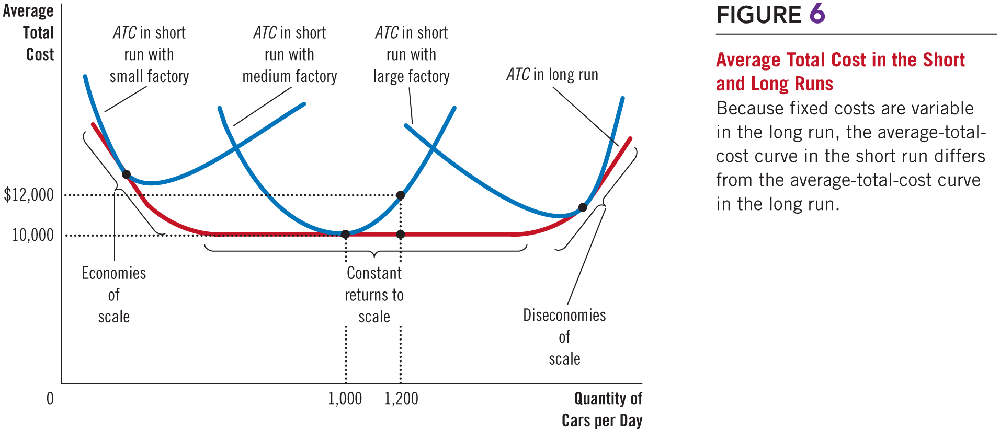 Average
Total
Cost
ATC in short
run with
small factory
ATC in short
run with
medium factory
ATC in short
run with
large factory
ATC in long run
$12,000
10,000
Economies
of
scale
Constant
returns to
scale
Diseconomies
of
scale
0
1,000
1,200
Quantity of
Cars per Day
FIGURE 6
Average Total Cost in the Short
and Long Runs
Because fixed costs are variable
in the long run, the average-total-
cost curve in the short run differs
from the average-total-cost curve
in the long run.